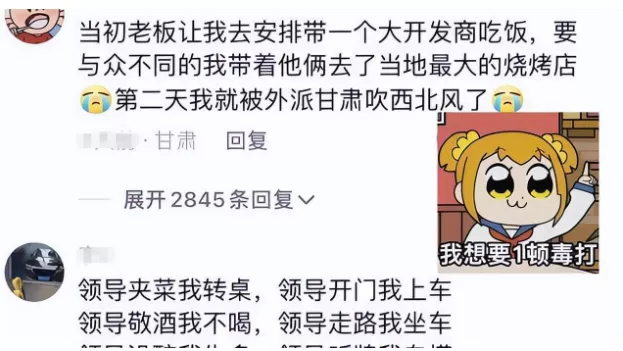 当初老板让我去安排带一个大开发商吃饭，要
与众不同的我带着他俩去了当地最大的烧烤店
😭第二天我就被外派甘肃吹西北风了😭
· 甘肃 回复
展开2845条回复
我想要1顿毒打
领导夹菜我转桌，领导开门我上车
领导敬酒我不喝，领导走路我坐车